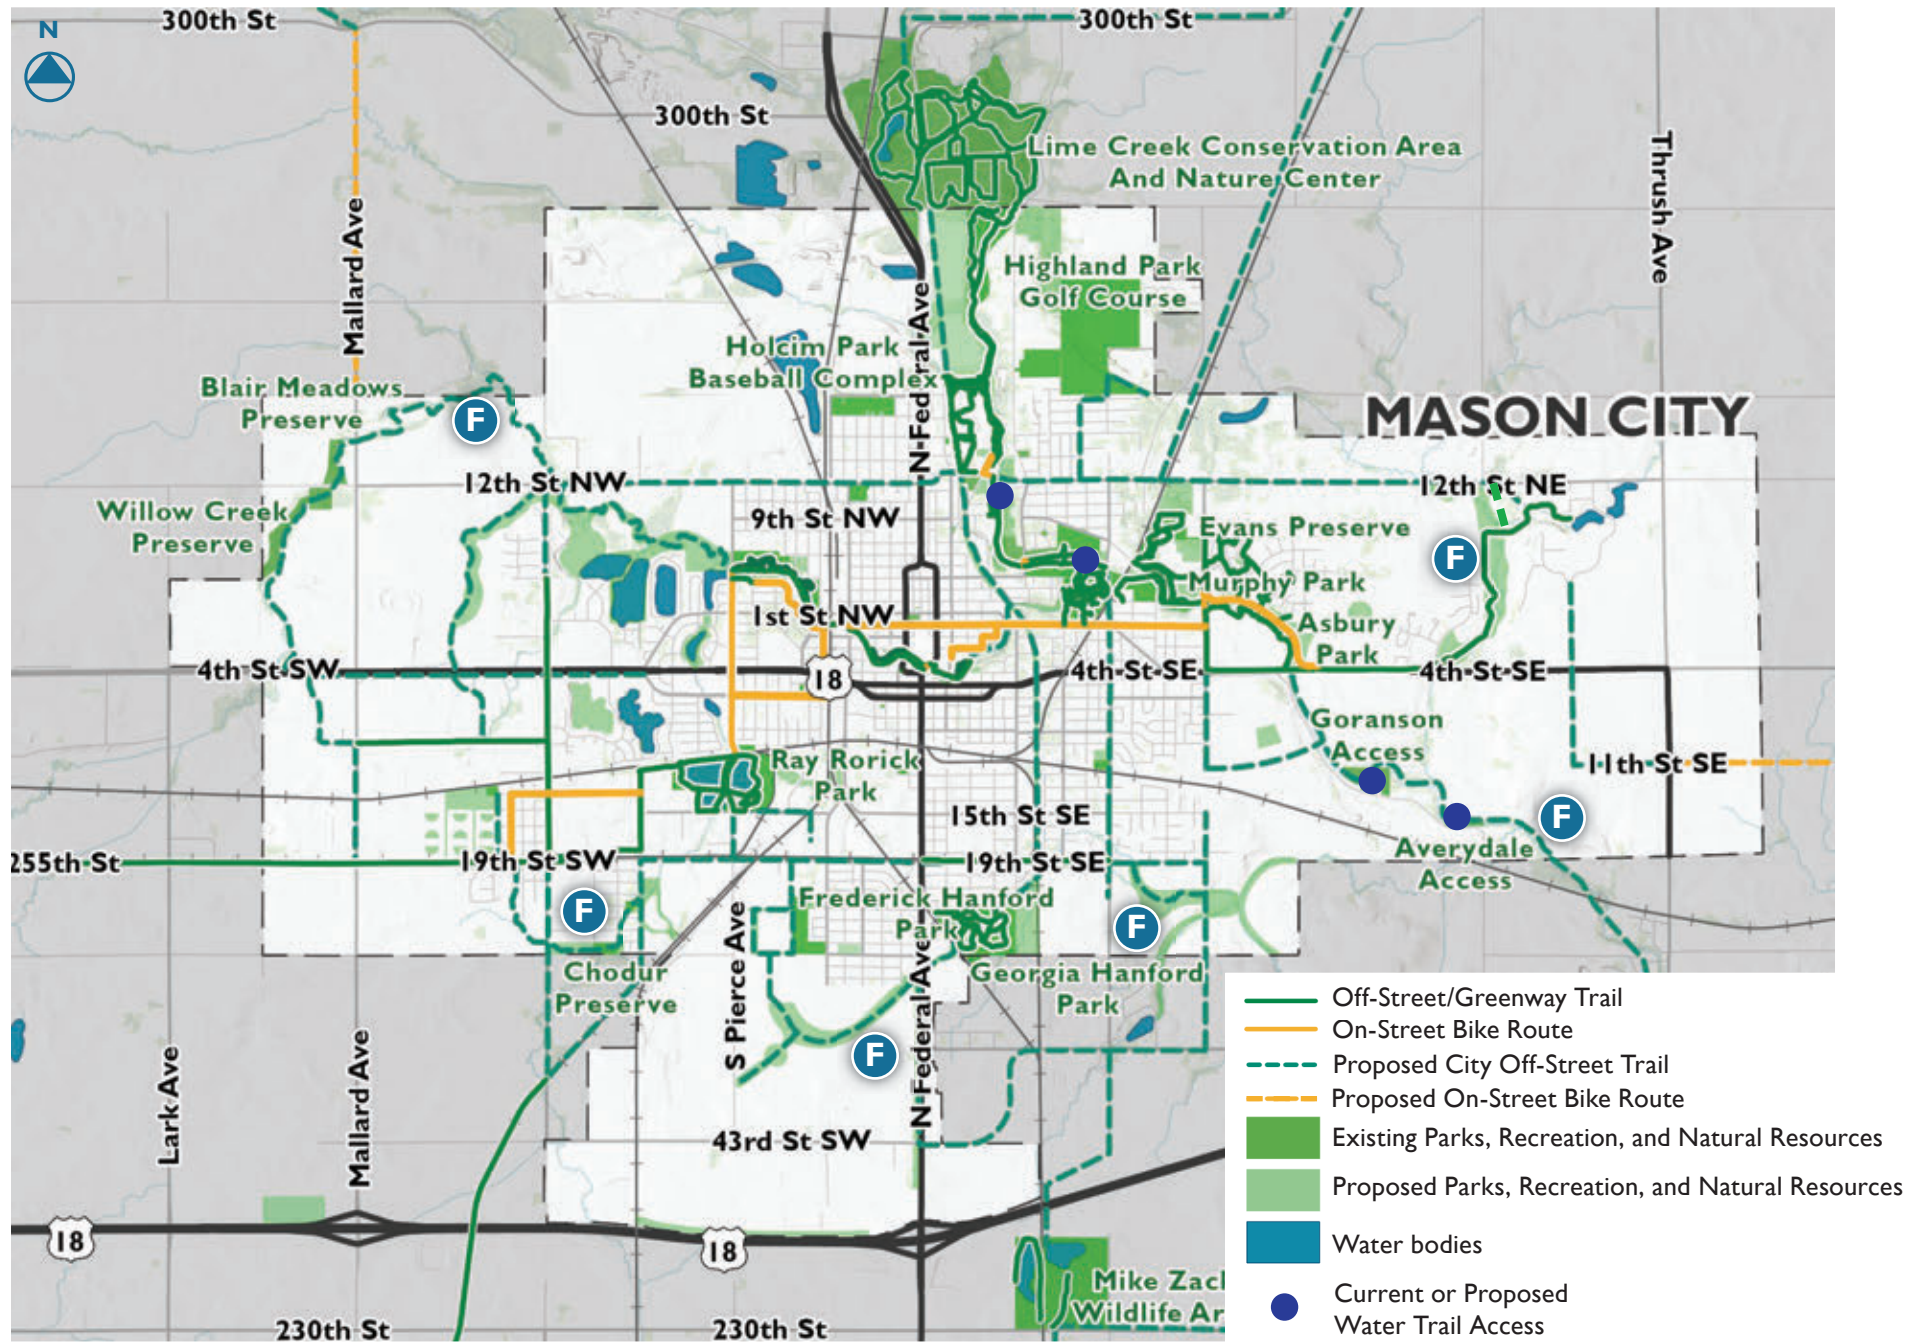 300th St
300th St
N
300th St
Lime Creek Conservation Area
And Nature Center
Thrush Ave
Mallard Ave
Highland Park
Golf Course
N Federal Ave
Holcim Park
Baseball Complex
Blair Meadows
Preserve
F
MASON CITY
12th St NW
12th St NE
Willow Creek
Preserve
9th St NW
Evans Preserve
F
Murphy Park
1st St NW
Asbury
Park
4th St SW
18
4th St SE
4th St SE
Goranson
Access
Ray Rorick
Park
11th St SE
15th St SE
F
Averydale
Access
255th St
19th St SW
19th St SE
F
Frederick Hanford
Park
F
Chodur
Preserve
S Pierce Ave
Georgia Hanford
Park
N Federal Ave
F
Lark Ave
Mallard Ave
43rd St SW
18
18
Mike Zac
Wildlife Ar
230th St
230th St
Off-Street/Greenway Trail
On-Street Bike Route
Proposed City Off-Street Trail
Proposed On-Street Bike Route
Existing Parks, Recreation, and Natural Resources
Proposed Parks, Recreation, and Natural Resources
Water bodies
Current or Proposed
Water Trail Access